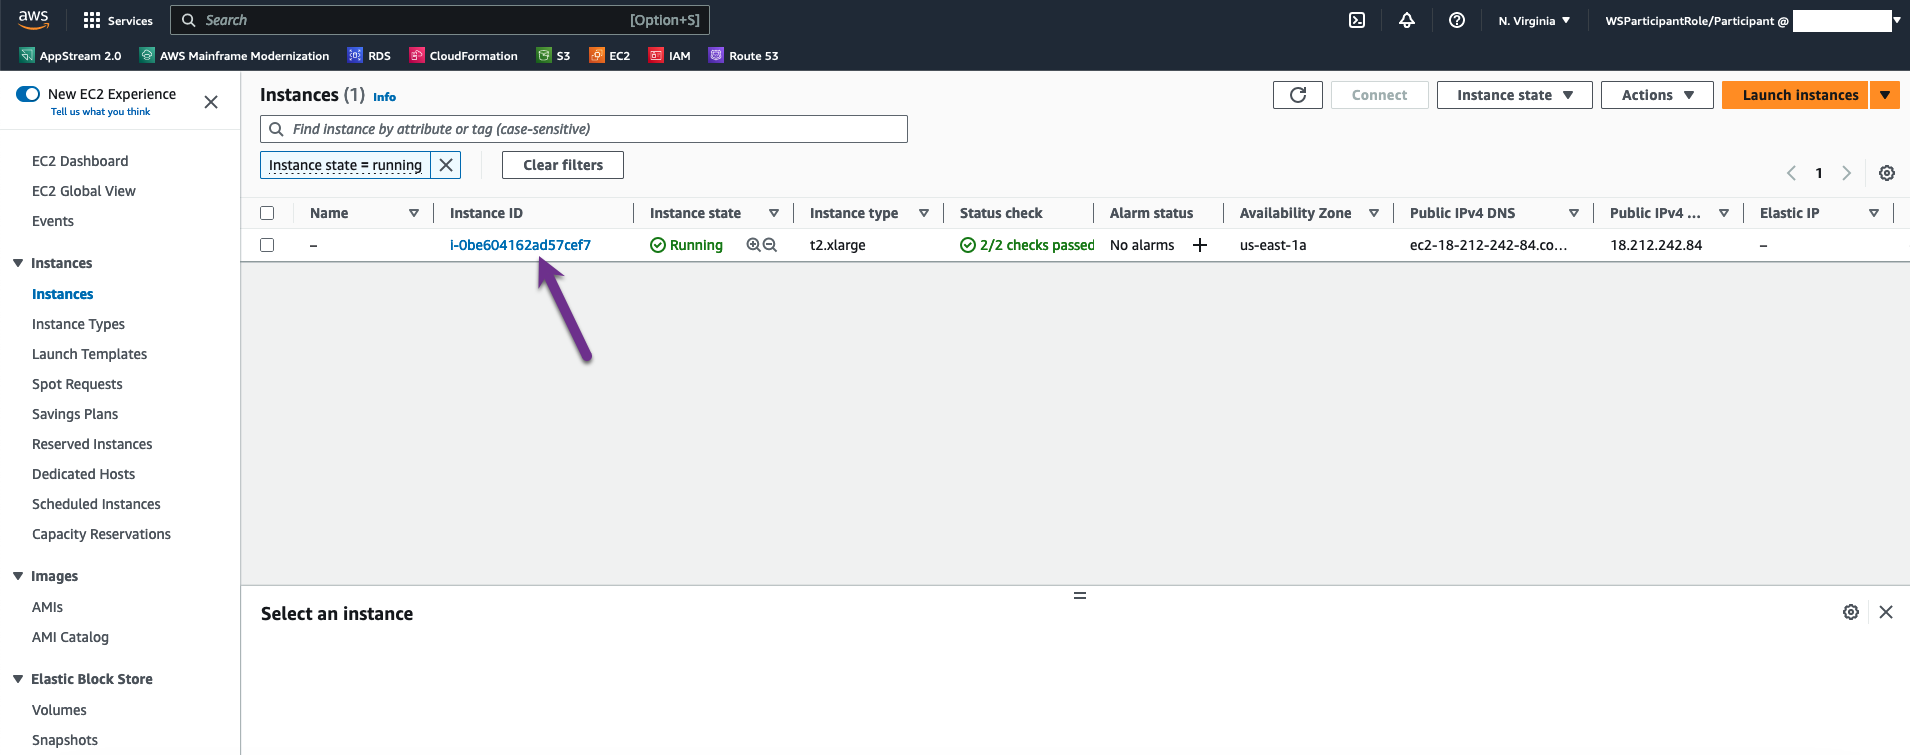 aws
Services
Search
[Option+S]
N. Virginia
WSParticipantRole/Participant @
AppStream 2.0
AWS Mainframe Modernization
RDS
CloudFormation
S3
EC2
IAM
Route 53
New EC2 Experience
Tell us what you think
EC2 Dashboard
EC2 Global View
Events
Instances
Instances
Instance Types
Launch Templates
Spot Requests
Savings Plans
Reserved Instances
Dedicated Hosts
Scheduled Instances
Capacity Reservations
Images
AMIs
AMI Catalog
Elastic Block Store
Volumes
Snapshots
Instances (1) Info
Connect
Instance state
Actions
Launch instances
Find instance by attribute or tag (case-sensitive)
Instance state = running
Clear filters
1
Name
Instance ID
Instance state
Instance type
Status check
Alarm status
Availability Zone
Public IPv4 DNS
Public IPv4 ...
Elastic IP
–
i-0be604162ad57cef7
Running
t2.xlarge
2/2 checks passed
No alarms
us-east-1a
ec2-18-212-242-84.co...
18.212.242.84
–
Select an instance